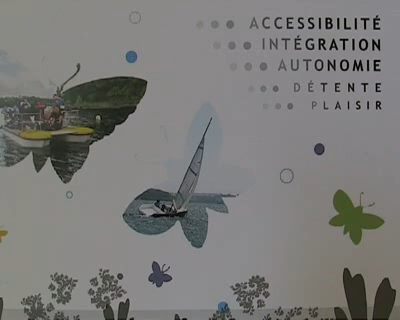 ACCESSIBILITÉ
INTÉGRATION
AUTONOMIE
DÉTENTE
PLAISIR